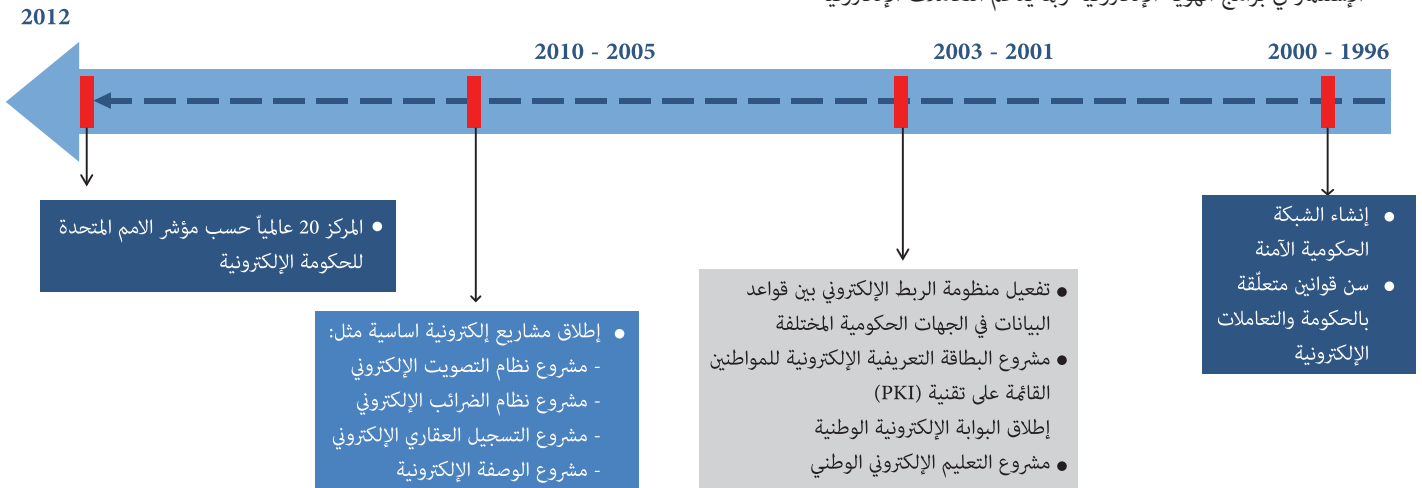 2012
2010 - 2005
2003 - 2001
2000 - 1996
إنشاء الشبكة
الحكومية الآمنة
سن قوانين متعلّقة
بالحكومة والتعاملات
الإلكترونية
● تفعيل منظومة الربط الإلكتروني بين قواعد
البيانات في الجهات الحكومية المختلفة
● مشروع البطاقة التعريفية الإلكترونية للمواطنين
القائمة على تقنية (PKI)
إطلاق البوابة الإلكترونية الوطنية
● مشروع التعليم الإلكتروني الوطني
● إطلاق مشاريع إلكترونية اساسية مثل:
- مشروع نظام التصويت الإلكتروني
- مشروع نظام الضرائب الإلكتروني
- مشروع التسجيل العقاري الإلكتروني
- مشروع الوصفة الإلكترونية
● المركز 20 عالمياّ حسب مؤشر الامم المتحدة
للحكومة الإلكترونية